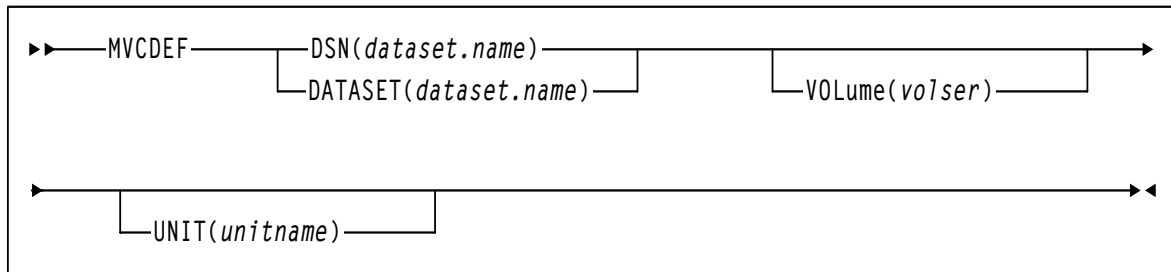 MVCDEF DSN(dataset.name)
DATASET(dataset.name) VOLume(volser)
UNIT(unitname)